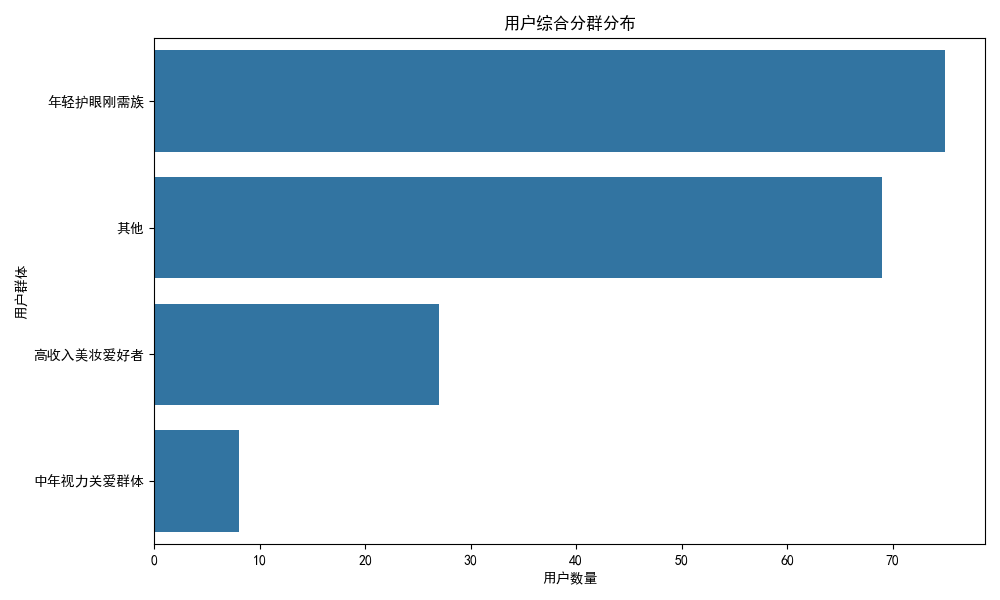 用户综合分群分布
用户群体
年轻护眼刚需族
其他
高收入美妆爱好者
中年视力关爱群体
0 10 20 30 40 50 60 70
用户数量